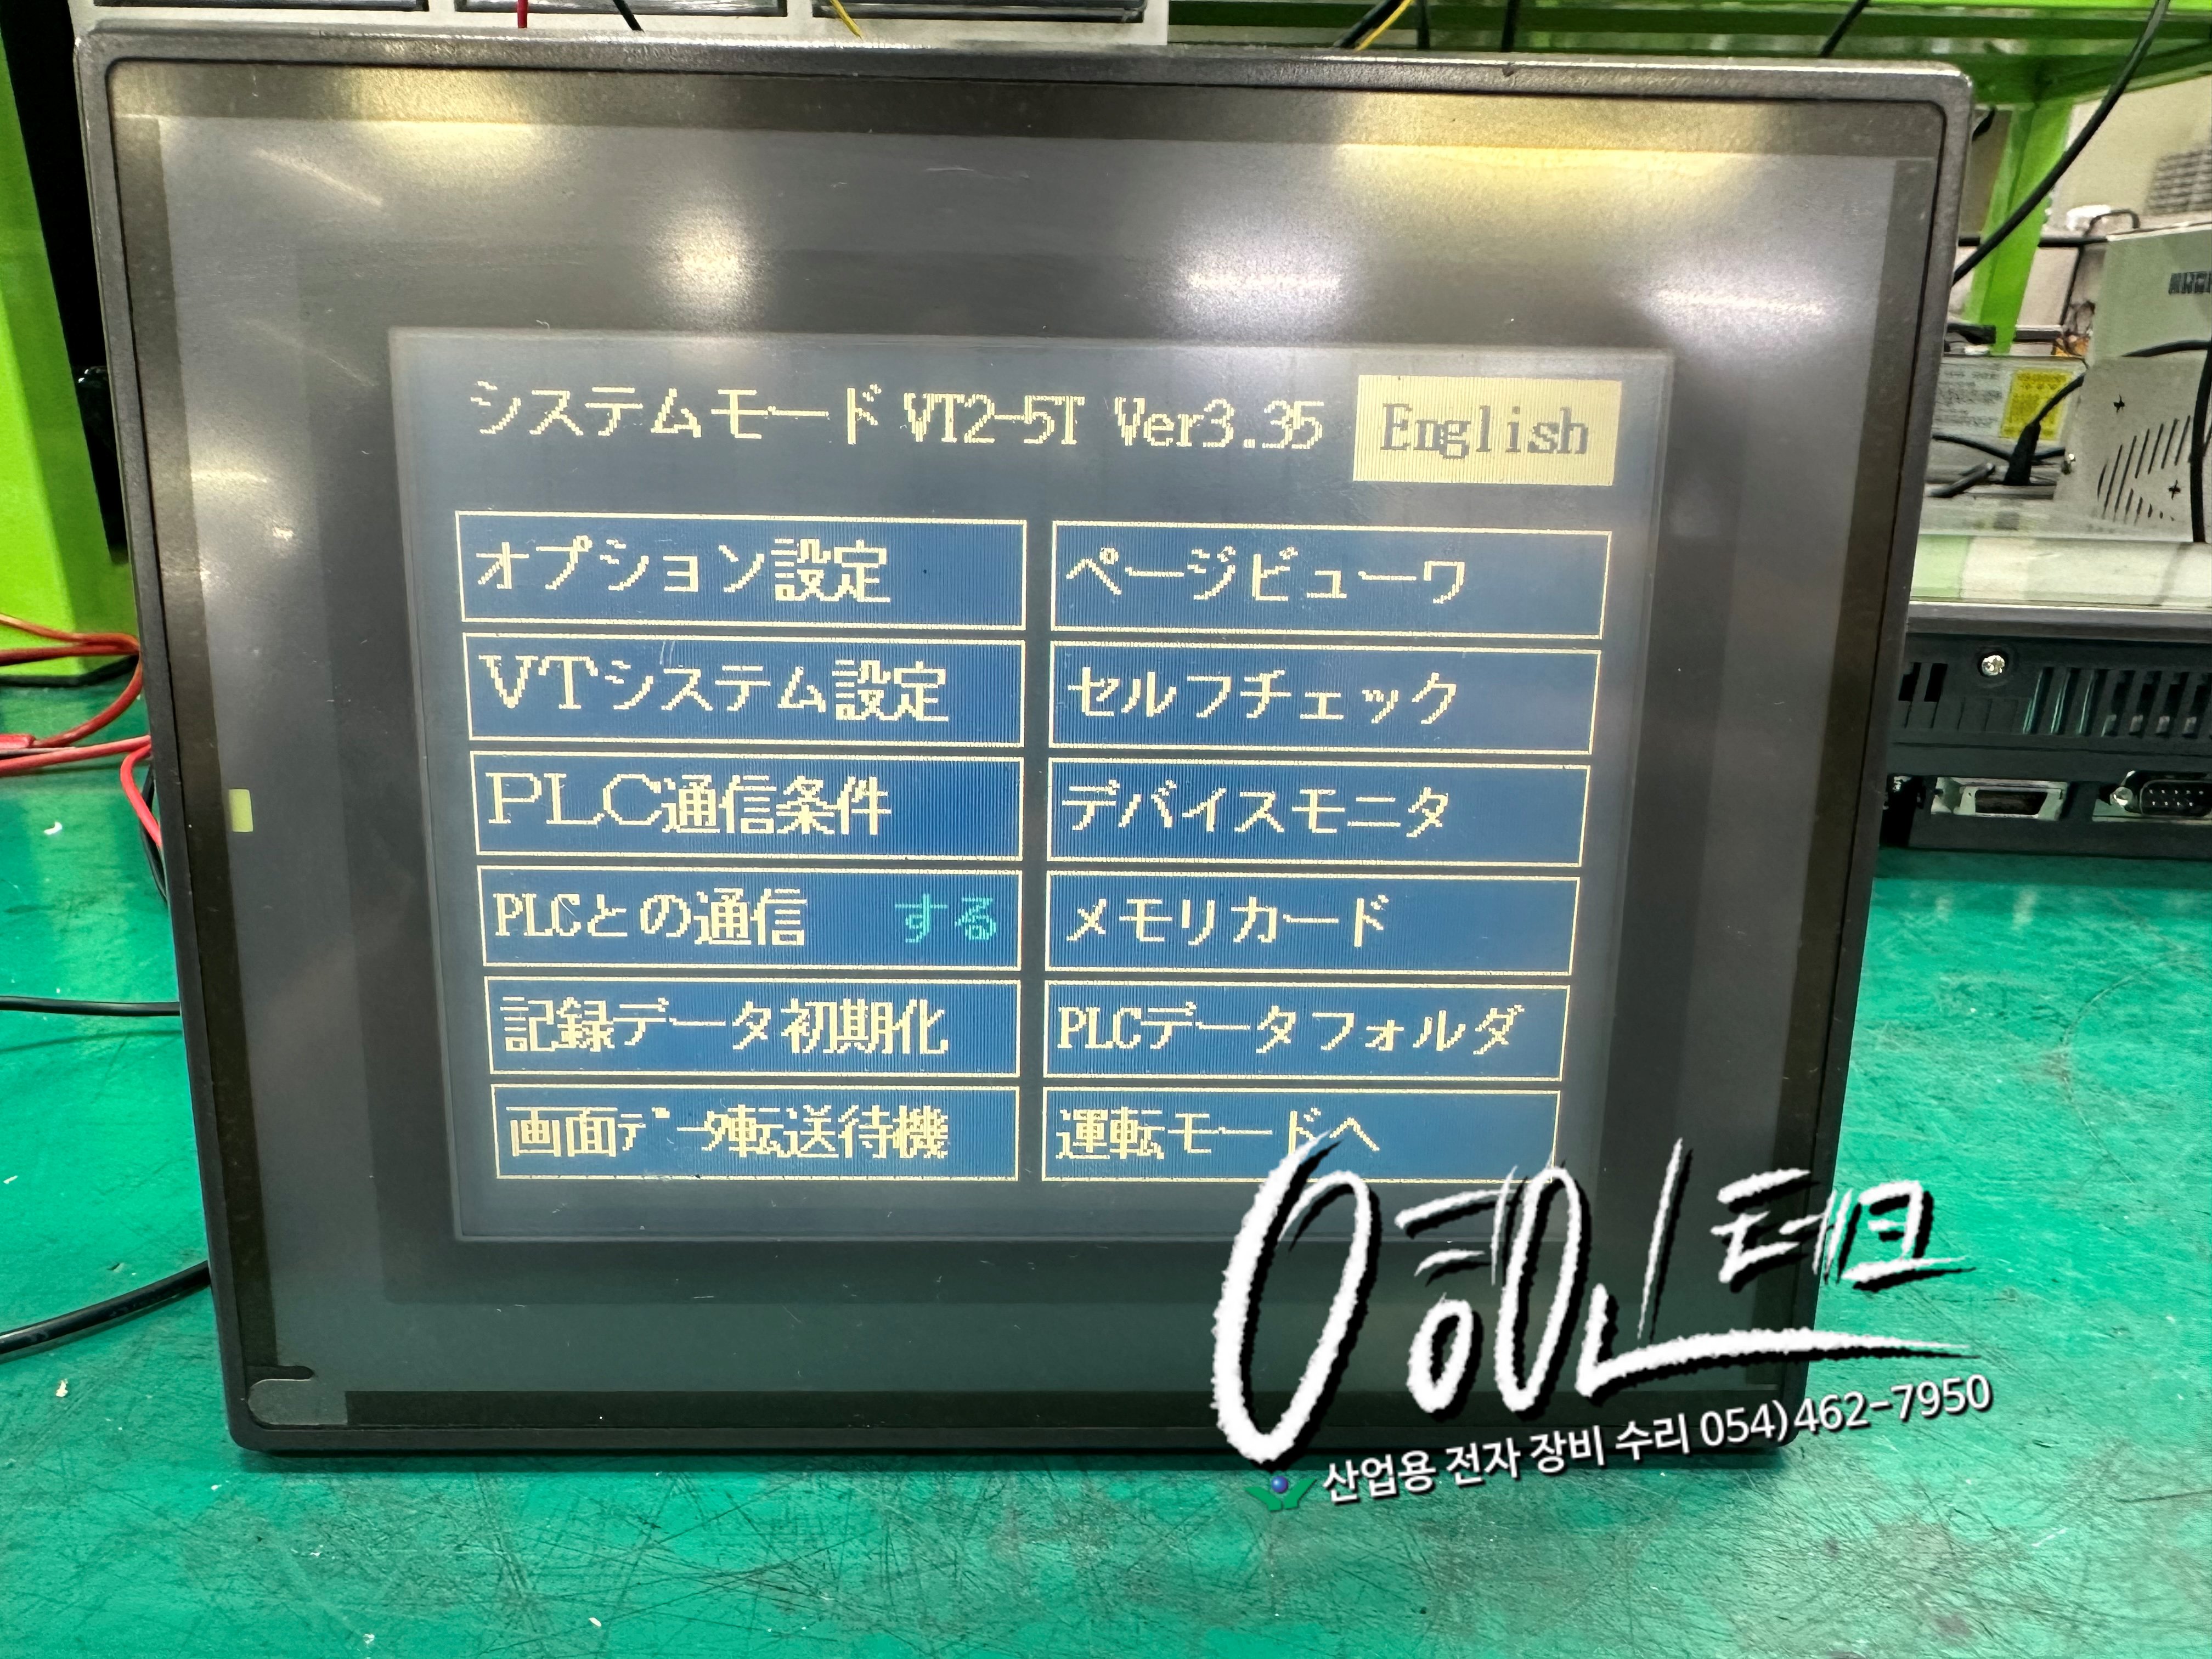 システムモード VT2-5T Ver3.35 English
オプション設定 ページビューワ
VTシステム設定 セルフチェック
PLC通信条件 デバイスモニタ
PLCとの通信 する メモリカード
記録データ初期化 PLCデータフォルダ
画面データ転送待機 運転モードへ
예인테크
산업용 전자 장비 수리 054)462-7950